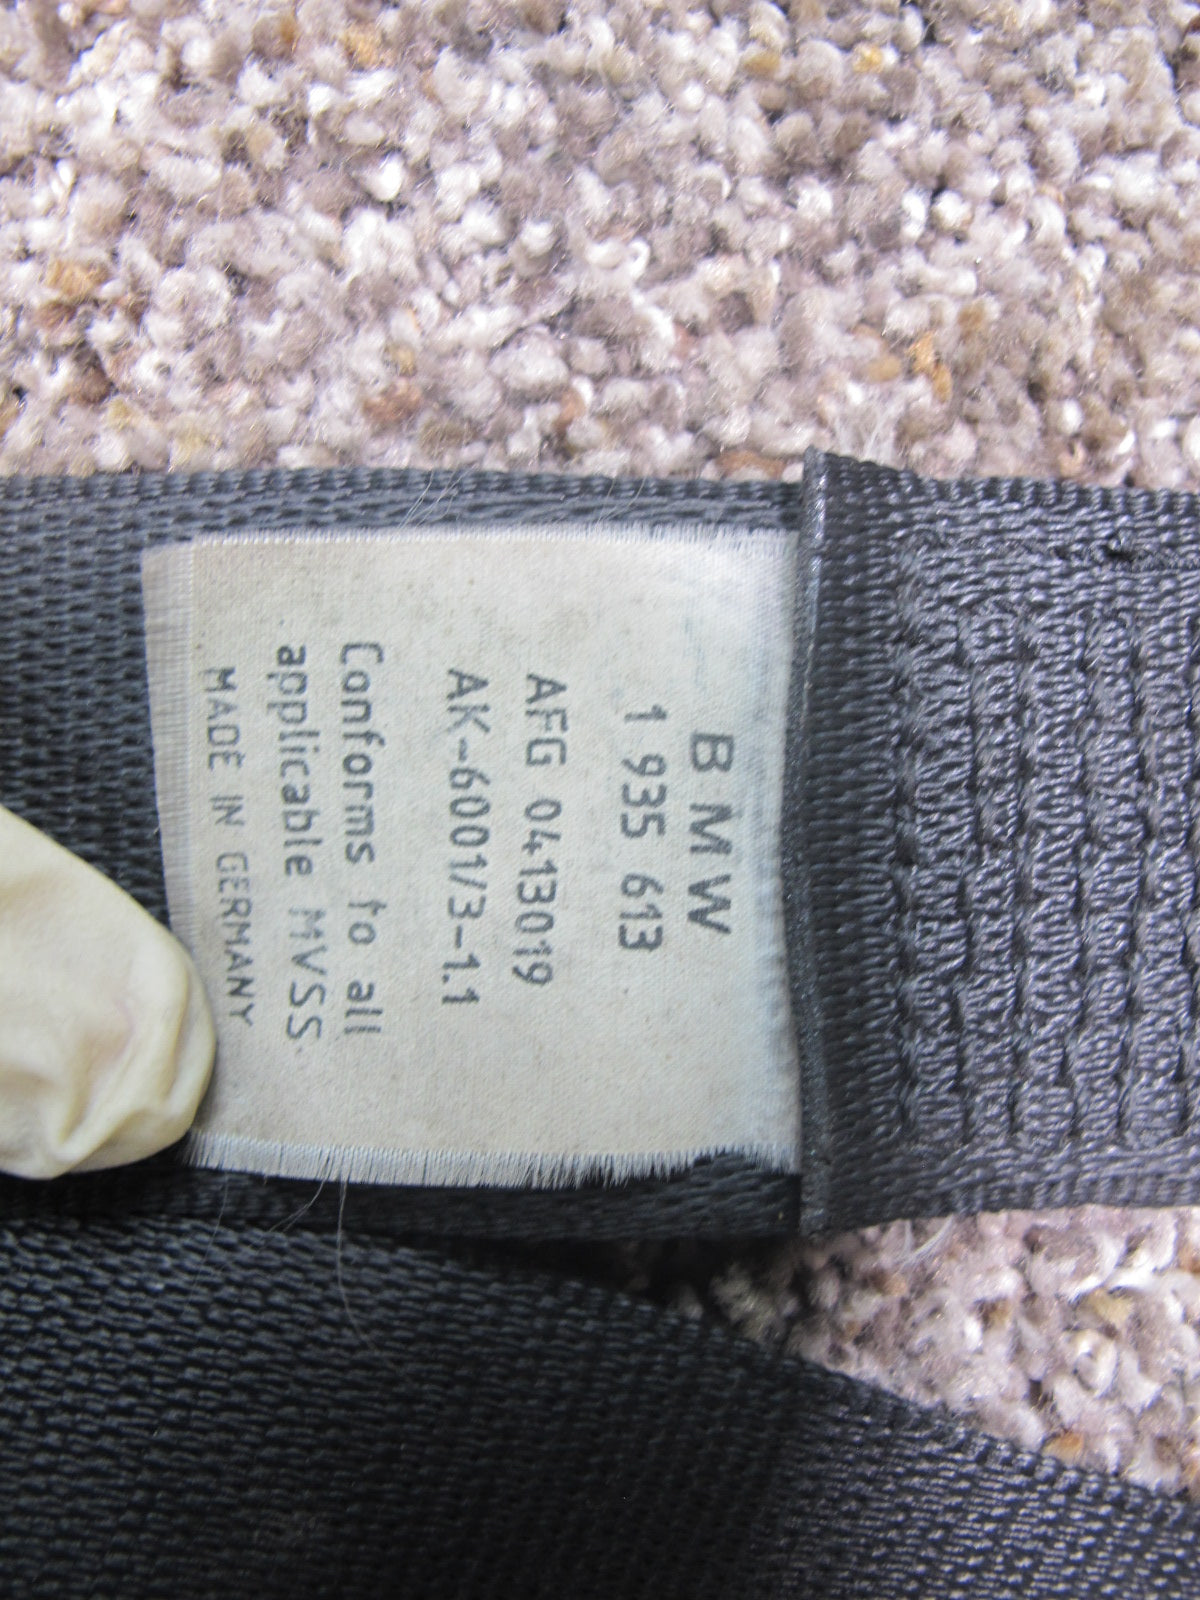 BMW
1 935 613
AFG 0413019
AK-6001/3-1.1
Conforms to all
applicable MVSS
MADE IN GERMANY